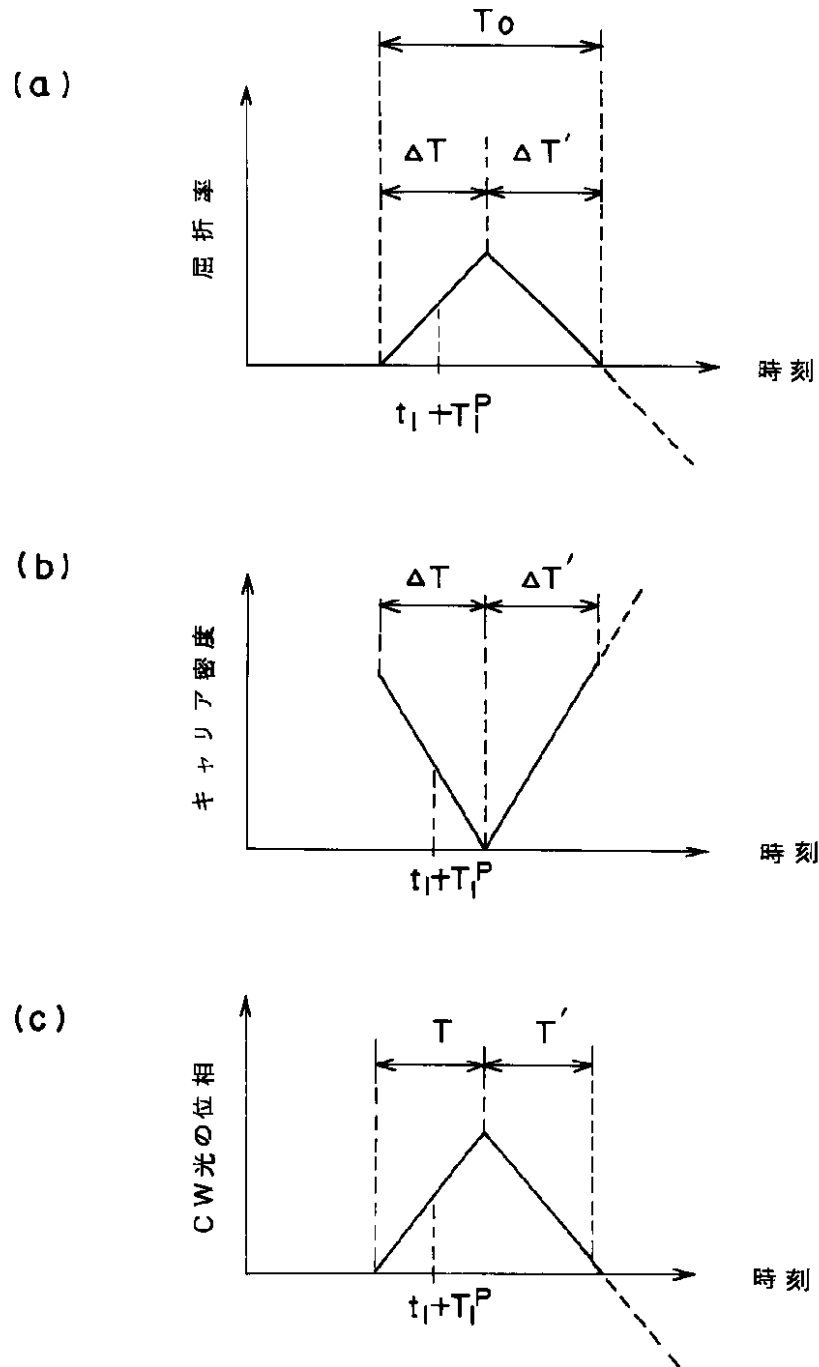 (a)
To
ΔT ΔT'
屈折率
時刻
t₁+T₁ᴾ
(b)
ΔT ΔT'
キャリア密度
時刻
t₁+T₁ᴾ
(c)
T T'
CW光の位相
時刻
t₁+T₁ᴾ